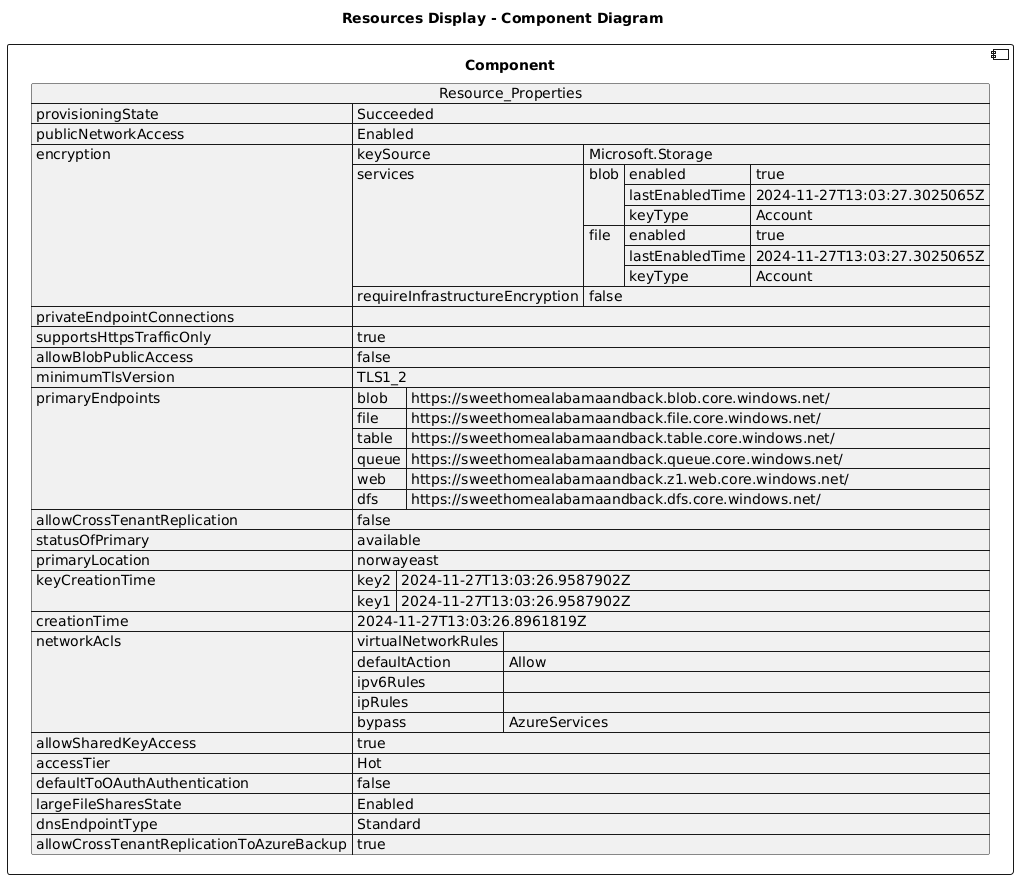 Resources Display - Component Diagram
Component
Resource_Properties
provisioningState Succeeded
publicNetworkAccess Enabled
encryption keySource Microsoft.Storage
services blob enabled true
lastEnabledTime 2024-11-27T13:03:27.3025065Z
keyType Account
file enabled true
lastEnabledTime 2024-11-27T13:03:27.3025065Z
keyType Account
requireInfrastructureEncryption false
privateEndpointConnections
supportsHttpsTrafficOnly true
allowBlobPublicAccess false
minimumTlsVersion TLS1_2
primaryEndpoints blob https://sweethomealabamaandback.blob.core.windows.net/
file https://sweethomealabamaandback.file.core.windows.net/
table https://sweethomealabamaandback.table.core.windows.net/
queue https://sweethomealabamaandback.queue.core.windows.net/
web https://sweethomealabamaandback.z1.web.core.windows.net/
dfs https://sweethomealabamaandback.dfs.core.windows.net/
allowCrossTenantReplication false
statusOfPrimary available
primaryLocation norwayeast
keyCreationTime key2 2024-11-27T13:03:26.9587902Z
key1 2024-11-27T13:03:26.9587902Z
creationTime 2024-11-27T13:03:26.8961819Z
networkAcls virtualNetworkRules
defaultAction Allow
ipv6Rules
ipRules
bypass AzureServices
allowSharedKeyAccess true
accessTier Hot
defaultToOAuthAuthentication false
largeFileSharesState Enabled
dnsEndpointType Standard
allowCrossTenantReplicationToAzureBackup true